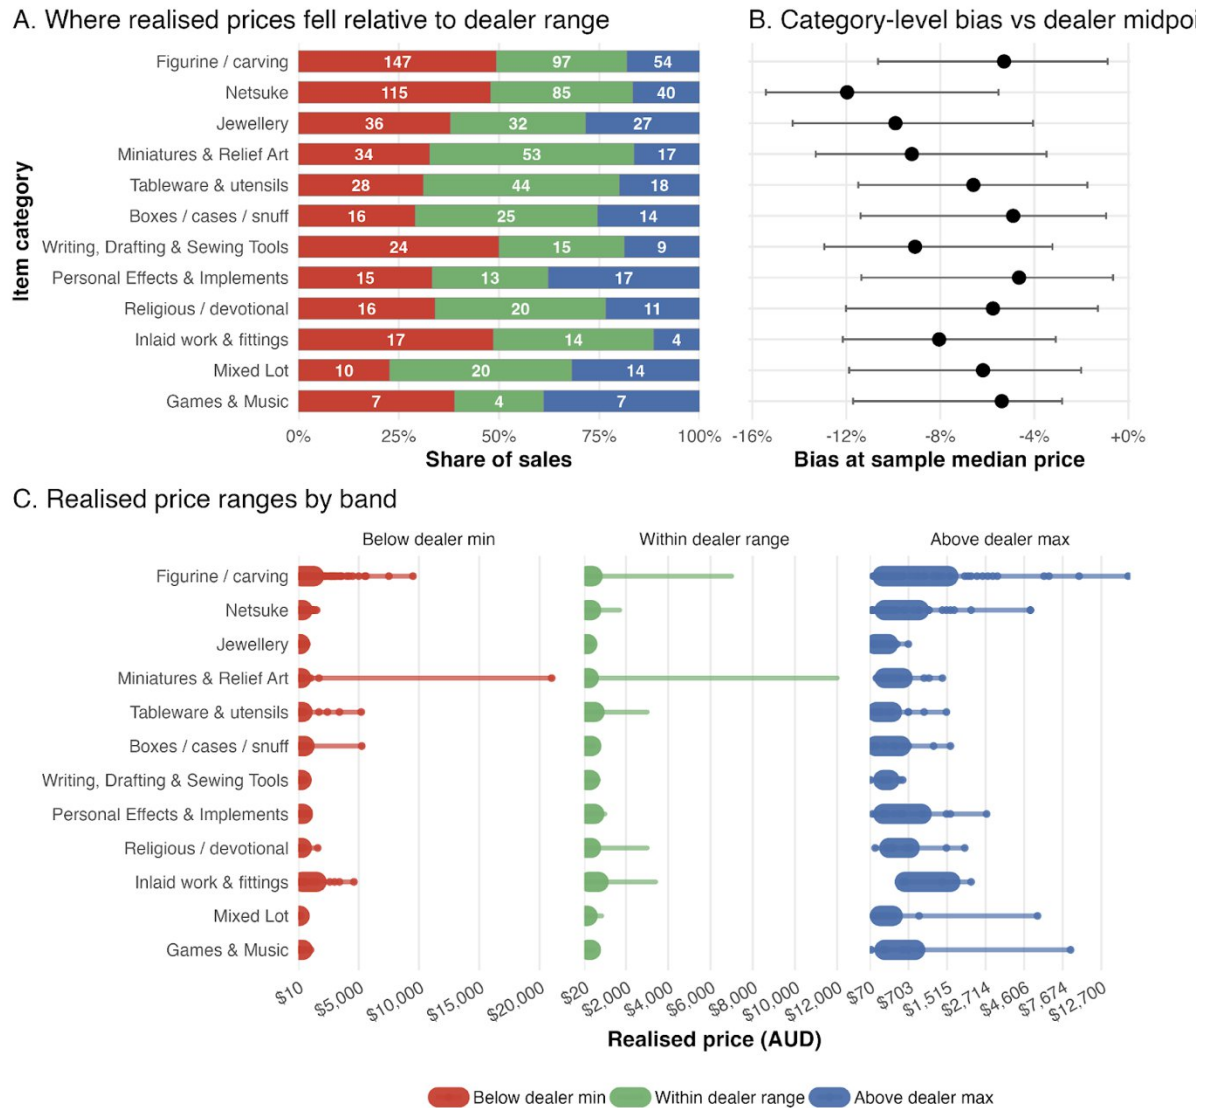 A. Where realised prices fell relative to dealer range
B. Category-level bias vs dealer midpoi
Item category
Figurine / carving 147 97 54
Netsuke 115 85 40
Jewellery 36 32 27
Miniatures & Relief Art 34 53 17
Tableware & utensils 28 44 18
Boxes / cases / snuff 16 25 14
Writing, Drafting & Sewing Tools 24 15 9
Personal Effects & Implements 15 13 17
Religious / devotional 16 20 11
Inlaid work & fittings 17 14 4
Mixed Lot 10 20 14
Games & Music 7 4 7
0% 25% 50% 75% 100%
Share of sales
-16% -12% -8% -4% +0%
Bias at sample median price
C. Realised price ranges by band
Below dealer min Within dealer range Above dealer max
Figurine / carving
Netsuke
Jewellery
Miniatures & Relief Art
Tableware & utensils
Boxes / cases / snuff
Writing, Drafting & Sewing Tools
Personal Effects & Implements
Religious / devotional
Inlaid work & fittings
Mixed Lot
Games & Music
$10 $5,000 $10,000 $15,000 $20,000
$20 $2,000 $4,000 $6,000 $8,000 $10,000 $12,000
$70 $703 $1,515 $2,714 $4,606 $7,674 $12,700
Realised price (AUD)
Below dealer min Within dealer range Above dealer max